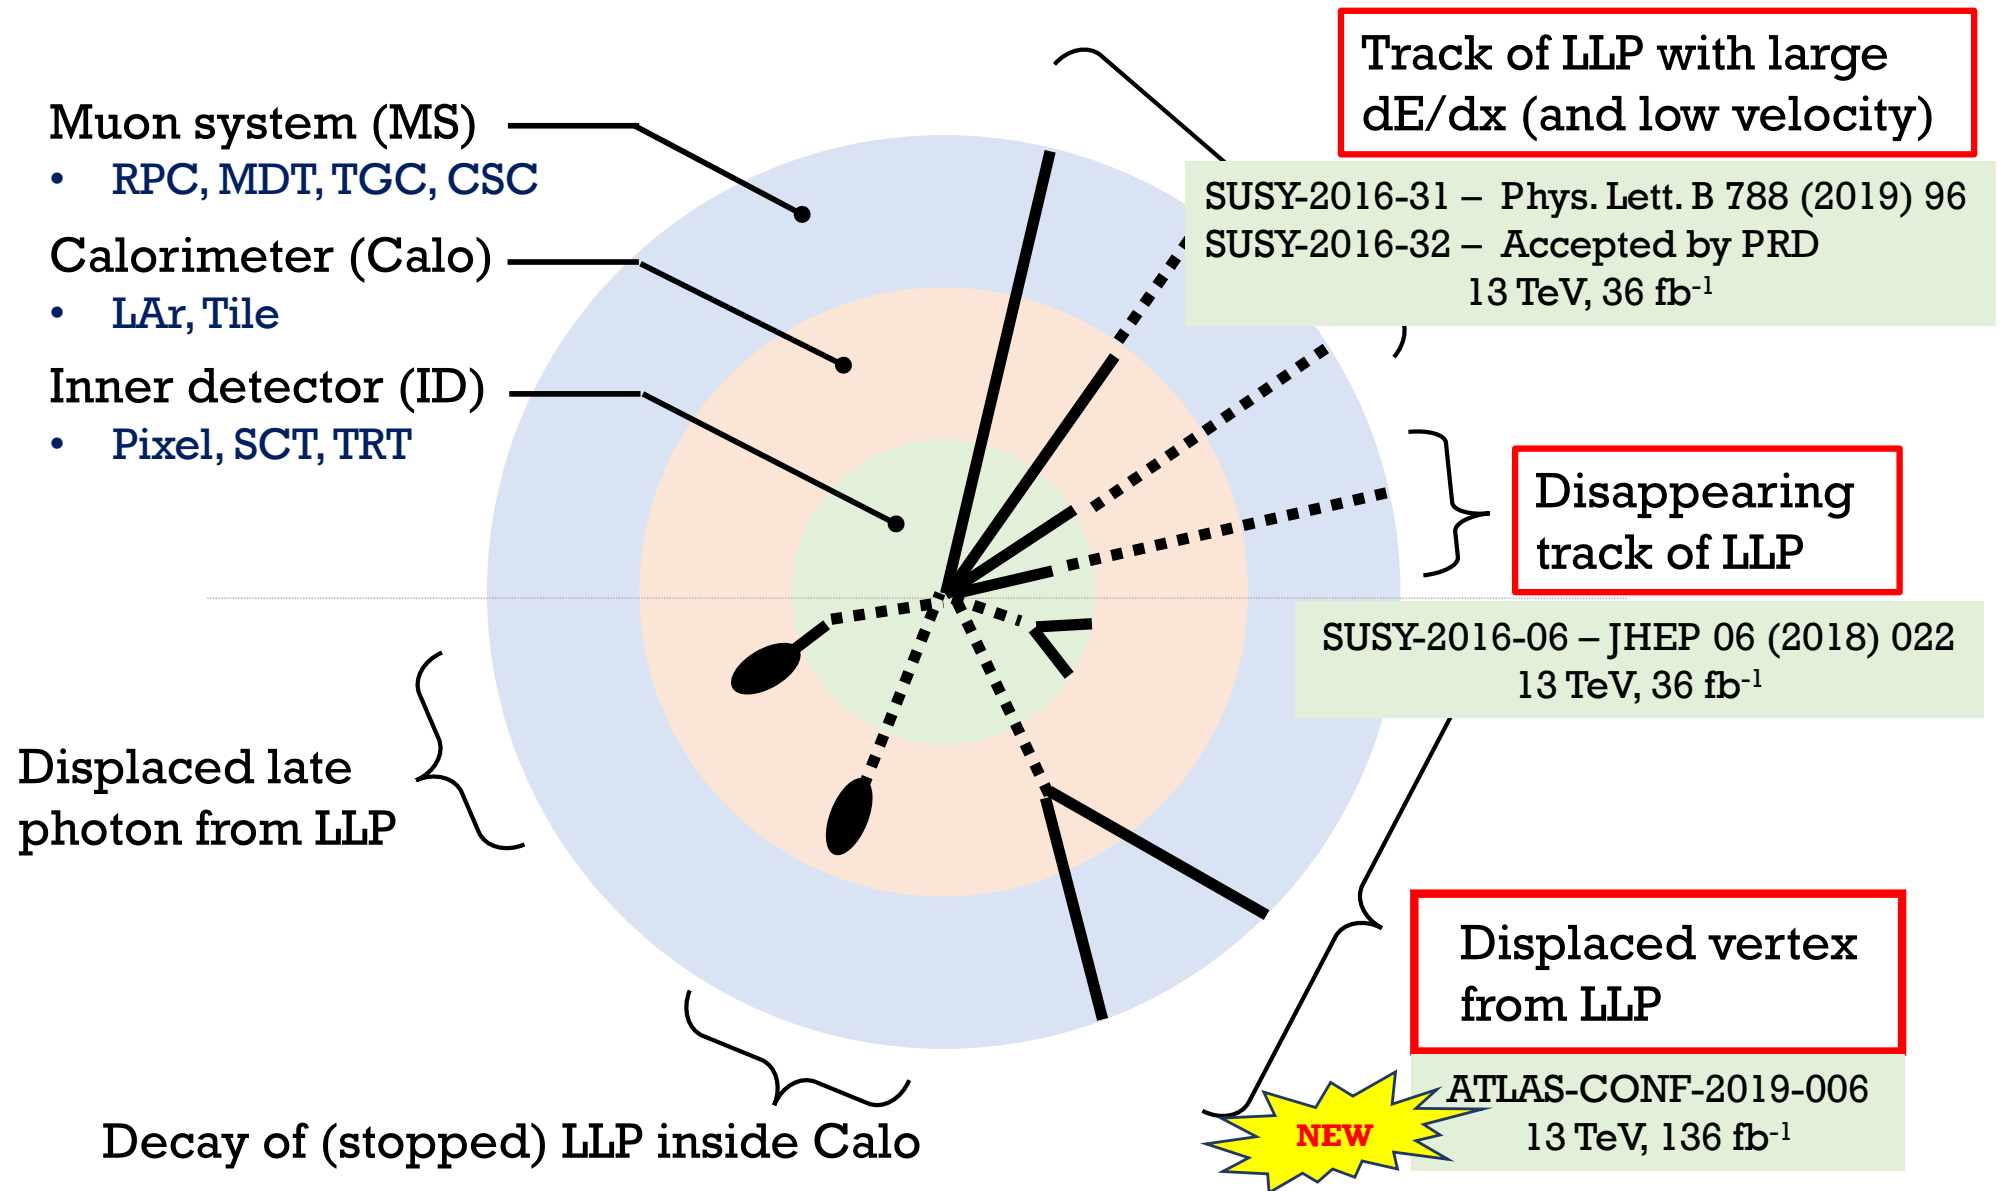 Track of LLP with large
dE/dx (and low velocity)
SUSY-2016-31 – Phys. Lett. B 788 (2019) 96
SUSY-2016-32 – Accepted by PRD
13 TeV, 36 fb⁻¹
Muon system (MS)
• RPC, MDT, TGC, CSC
Calorimeter (Calo)
• LAr, Tile
Inner detector (ID)
• Pixel, SCT, TRT
Disappearing
track of LLP
SUSY-2016-06 – JHEP 06 (2018) 022
13 TeV, 36 fb⁻¹
Displaced late
photon from LLP
Displaced vertex
from LLP
ATLAS-CONF-2019-006
13 TeV, 136 fb⁻¹
NEW
Decay of (stopped) LLP inside Calo